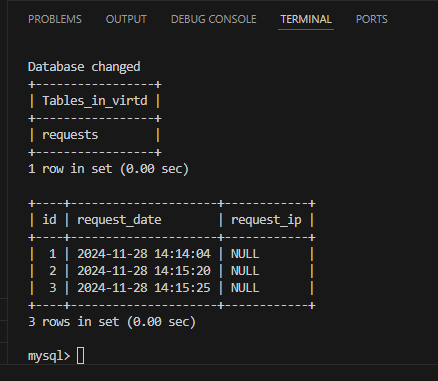 PROBLEMS OUTPUT DEBUG CONSOLE TERMINAL PORTS
Database changed
+-----------------+
| Tables_in_virtd |
+-----------------+
| requests        |
+-----------------+
1 row in set (0.00 sec)
+----+---------------------+------------+
| id | request_date        | request_ip |
+----+---------------------+------------+
|  1 | 2024-11-28 14:14:04 | NULL       |
|  2 | 2024-11-28 14:15:20 | NULL       |
|  3 | 2024-11-28 14:15:25 | NULL       |
+----+---------------------+------------+
3 rows in set (0.00 sec)
mysql>